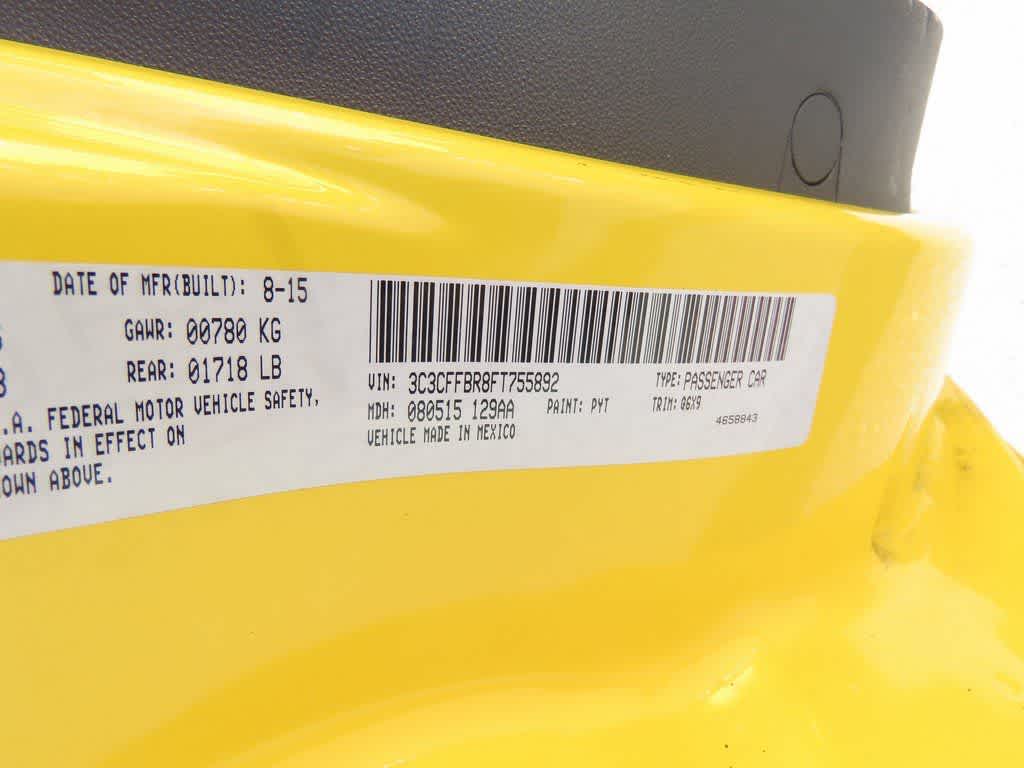 DATE OF MFR(BUILT): 8-15
GAWR: 00780 KG
REAR: 01718 LB
.A. FEDERAL MOTOR VEHICLE SAFETY,
ARDS IN EFFECT ON
OWN ABOVE.
VIN: 3C3CFFBR8FT755892 TYPE: PASSENGER CAR
MDH: 080515 129AA PAINT: PYT TRIM: Q6X9
VEHICLE MADE IN MEXICO 4658843